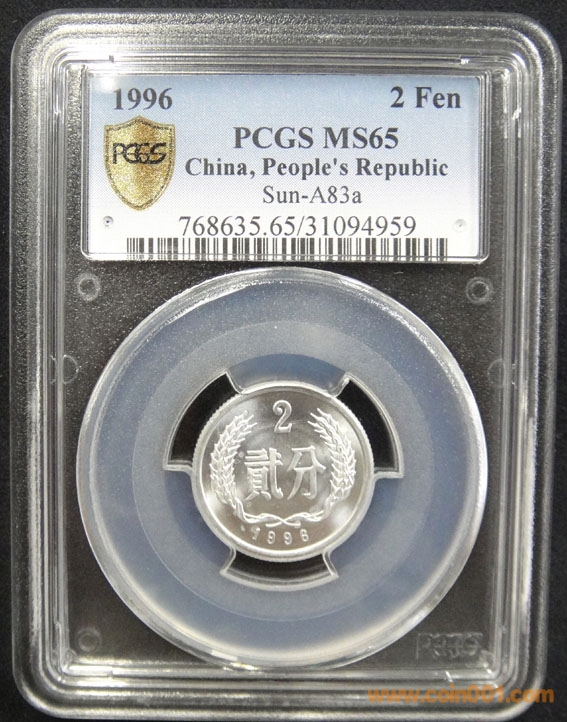 1996 2 Fen
PCGS
PCGS MS65
China, People's Republic
Sun-A83a
768635.65/31094959
2
貳分
1996
PCGS
www.coin001.com